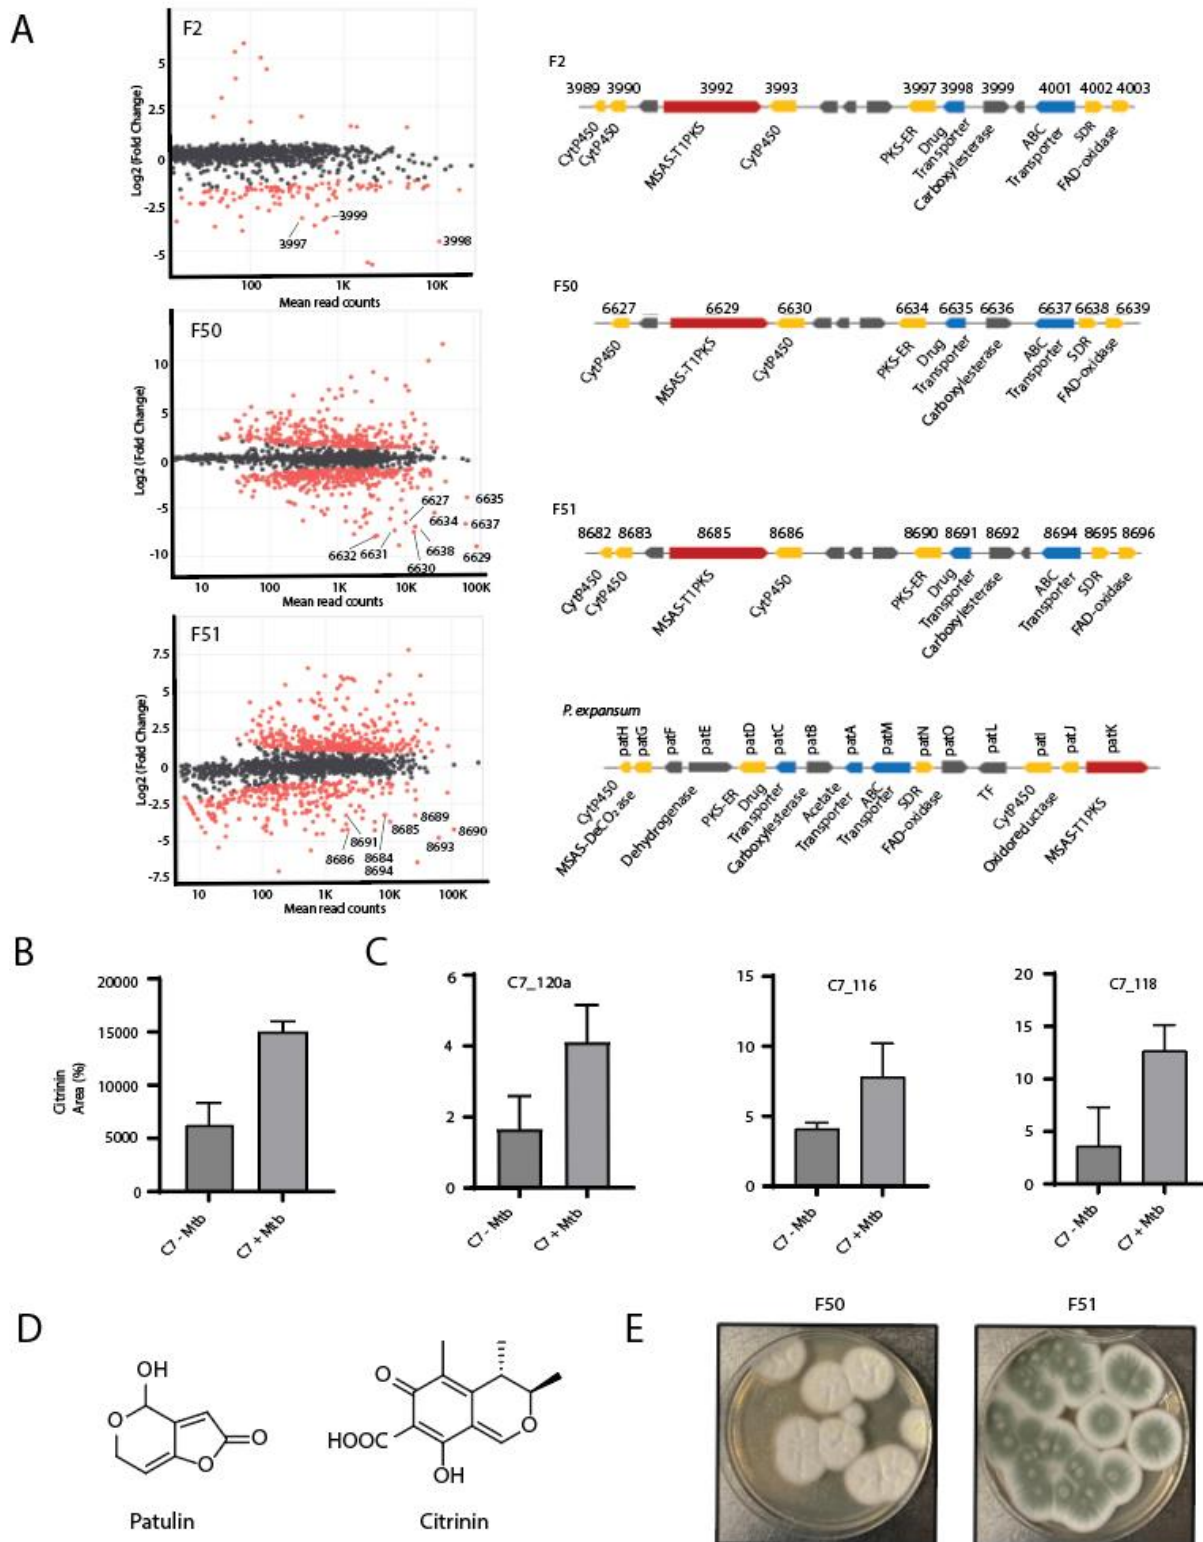 A
F2
5
2.5
0
-2.5
-5
Log2 (Fold Change)
3997
3999
3998
100 1K 10K
Mean read counts
F2
3989 3990 3992 3993 3997 3998 3999 4001 4002 4003
CytP450
CytP450
MSAS-T1PKS
CytP450
PKS-ER
Drug
Transporter
Carboxylesterase
ABC
Transporter
SDR
FAD-oxidase
F50
10
5
0
-5
-10
Log2 (Fold Change)
6627
6635
6634
6637
6632 6631
6638
6629
6630
10 100 1K 10K 100K
Mean read counts
F50
6627 6629 6630 6634 6635 6636 6637 6638 6639
CytP450
MSAS-T1PKS
CytP450
PKS-ER
Drug
Transporter
Carboxylesterase
ABC
Transporter
SDR
FAD-oxidase
F51
7.5
5
2.5
0
-2.5
-5
-7.5
Log2 (Fold Change)
8689
8685
8690
8691
8693
8686
8684
8694
10 100 1K 10K 100K
Mean read counts
F51
8682 8683 8685 8686 8690 8691 8692 8694 8695 8696
CytP450
CytP450
MSAS-T1PKS
CytP450
PKS-ER
Drug
Transporter
Carboxylesterase
ABC
Transporter
SDR
FAD-oxidase
P. expansum
patH patG patF patE patD patC patB patA patM patN patO patL patI patJ patK
CytP450
MSAS-DeCO2ase
Dehydrogenase
PKS-ER
Drug
Transporter
Carboxylesterase
Acetate
Transporter
ABC
Transporter
SDR
FAD-oxidase
TF
CytP450
Oxidoreductase
MSAS-T1PKS
B
20000
15000
10000
5000
0
Citrinin
Area (%)
C7 - Mtb
C7 + Mtb
C
C7_120a
6
4
2
0
C7 - Mtb
C7 + Mtb
C7_116
15
10
5
0
C7 - Mtb
C7 + Mtb
C7_118
20
15
10
5
0
C7 - Mtb
C7 + Mtb
D
OH
O
O
O
Patulin
O
HOOC
O
OH
Citrinin
E
F50
F51